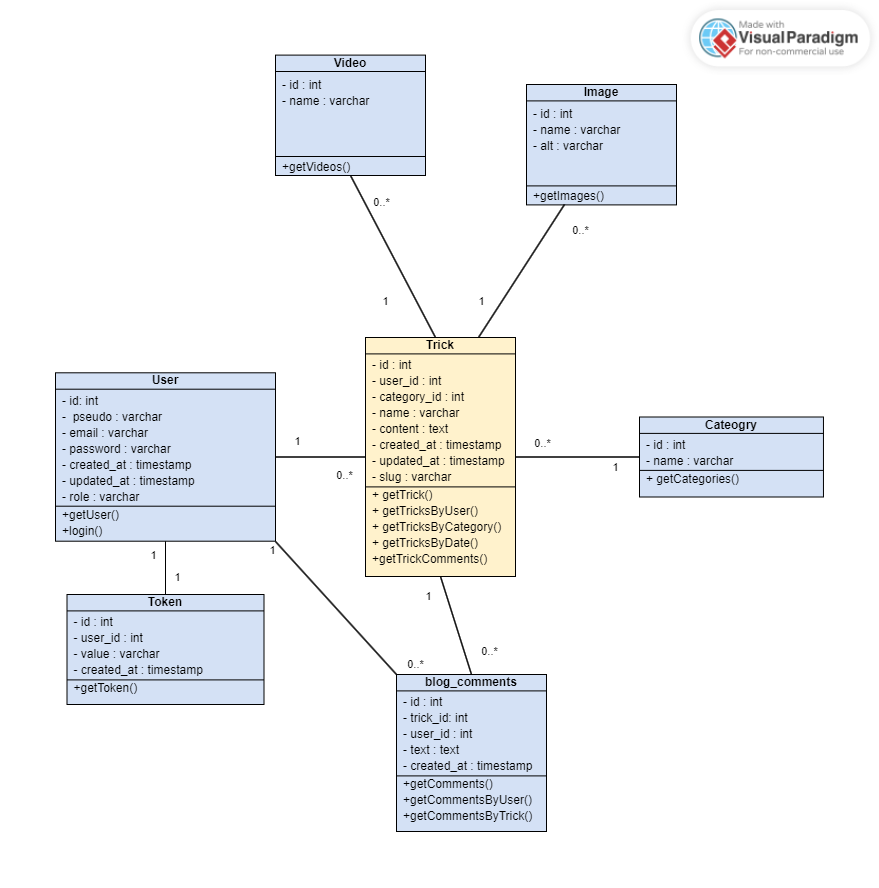 Made with
VisualParadigm
For non-commercial use
Video
- id : int
- name : varchar
+getVideos()
0..*
1
Image
- id : int
- name : varchar
- alt : varchar
+getImages()
0..*
1
Trick
- id : int
- user_id : int
- category_id : int
- name : varchar
- content : text
- created_at : timestamp
- updated_at : timestamp
- slug : varchar
+ getTrick()
+ getTricksByUser()
+ getTricksByCategory()
+ getTricksByDate()
+getTrickComments()
User
- id: int
- pseudo : varchar
- email : varchar
- password : varchar
- created_at : timestamp
- updated_at : timestamp
- role : varchar
+getUser()
+login()
1
0..*
0..*
1
Cateogry
- id : int
- name : varchar
+ getCategories()
1
1
Token
- id : int
- user_id : int
- value : varchar
- created_at : timestamp
+getToken()
1
0..*
1
0..*
blog_comments
- id : int
- trick_id: int
- user_id : int
- text : text
- created_at : timestamp
+getComments()
+getCommentsByUser()
+getCommentsByTrick()